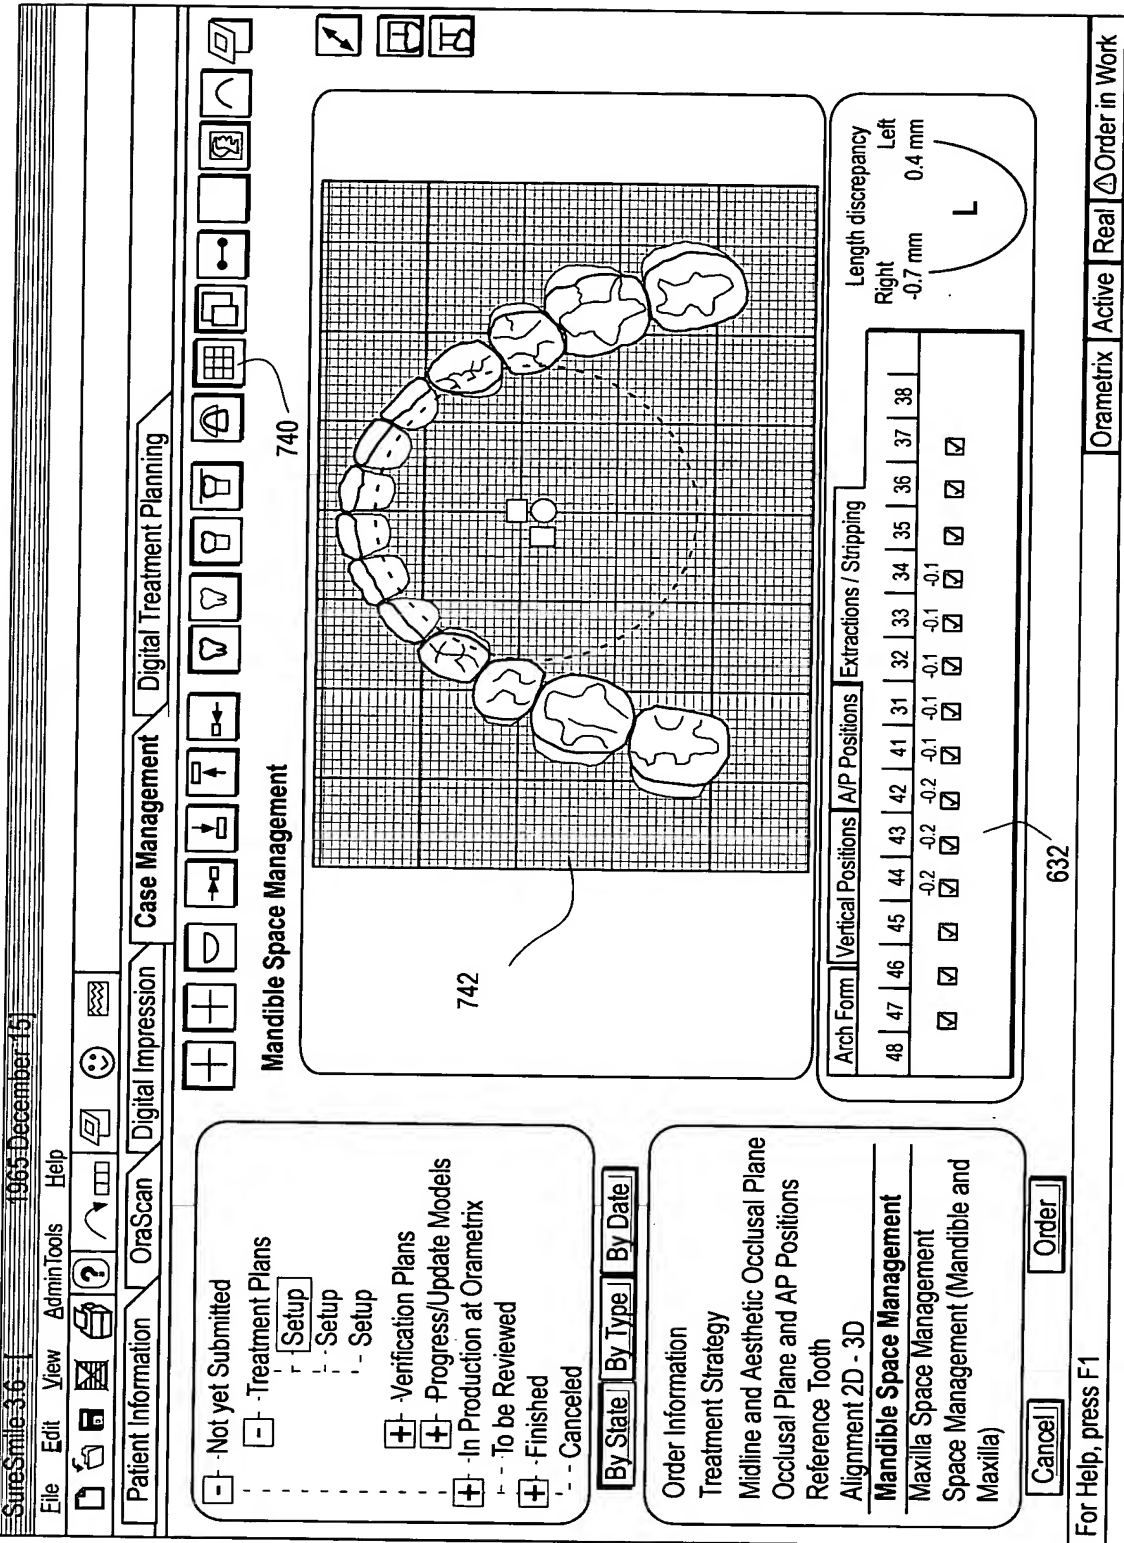 SureSmile 3.6 - [ 1965 December 15]
File Edit View Admin Tools Help
?
Patient Information OraScan Digital Impression Case Management Digital Treatment Planning
740
Not yet Submitted
Treatment Plans
Setup
Setup
Setup
Verification Plans
Progress/Update Models
In Production at Orametrix
To be Reviewed
Finished
Canceled
By State By Type By Date
Order Information
Treatment Strategy
Midline and Aesthetic Occlusal Plane
Occlusal Plane and AP Positions
Reference Tooth
Alignment 2D - 3D
Mandible Space Management
Maxilla Space Management
Space Management (Mandible and
Maxilla)
Cancel Order
Mandible Space Management
742
Arch Form Vertical Positions A/P Positions Extractions / Stripping
48 47 46 45 44 43 42 41 31 32 33 34 35 36 37 38
-0.2 -0.2 -0.2 -0.1 -0.1 -0.1 -0.1 -0.1
632
Length discrepancy
Right Left
-0.7 mm 0.4 mm
L
For Help, press F1 Orametrix Active Real Order in Work